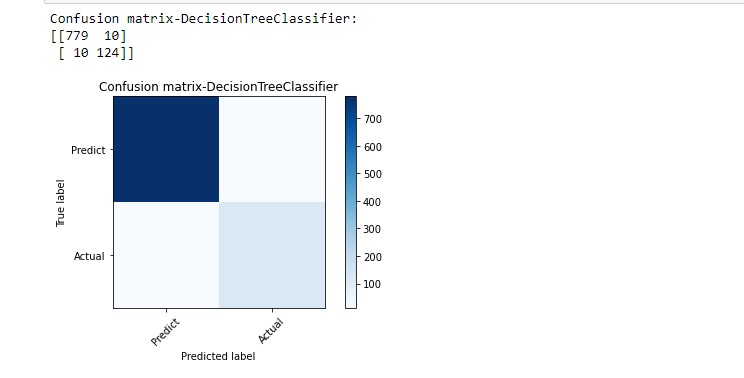 Confusion matrix-DecisionTreeClassifier:
[[779  10]
 [ 10 124]]
Confusion matrix-DecisionTreeClassifier
Predict
Actual
True label
Predict
Actual
Predicted label
700
600
500
400
300
200
100